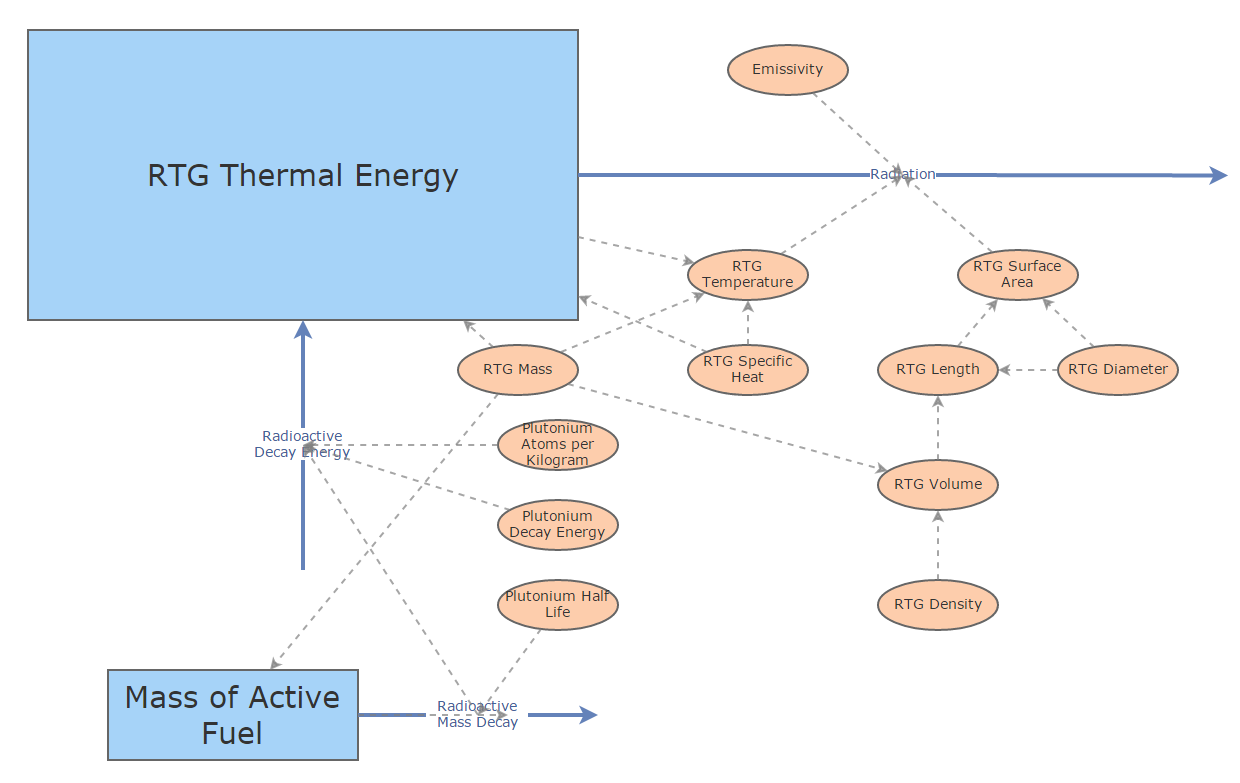 Emissivity
RTG Thermal Energy
Radiation
RTG
Temperature
RTG Surface
Area
RTG Mass
RTG Specific
Heat
RTG Length
RTG Diameter
Radioactive
Decay Energy
Plutonium
Atoms per
Kilogram
RTG Volume
Plutonium
Decay Energy
Plutonium Half
Life
RTG Density
Mass of Active
Fuel
Radioactive
Mass Decay